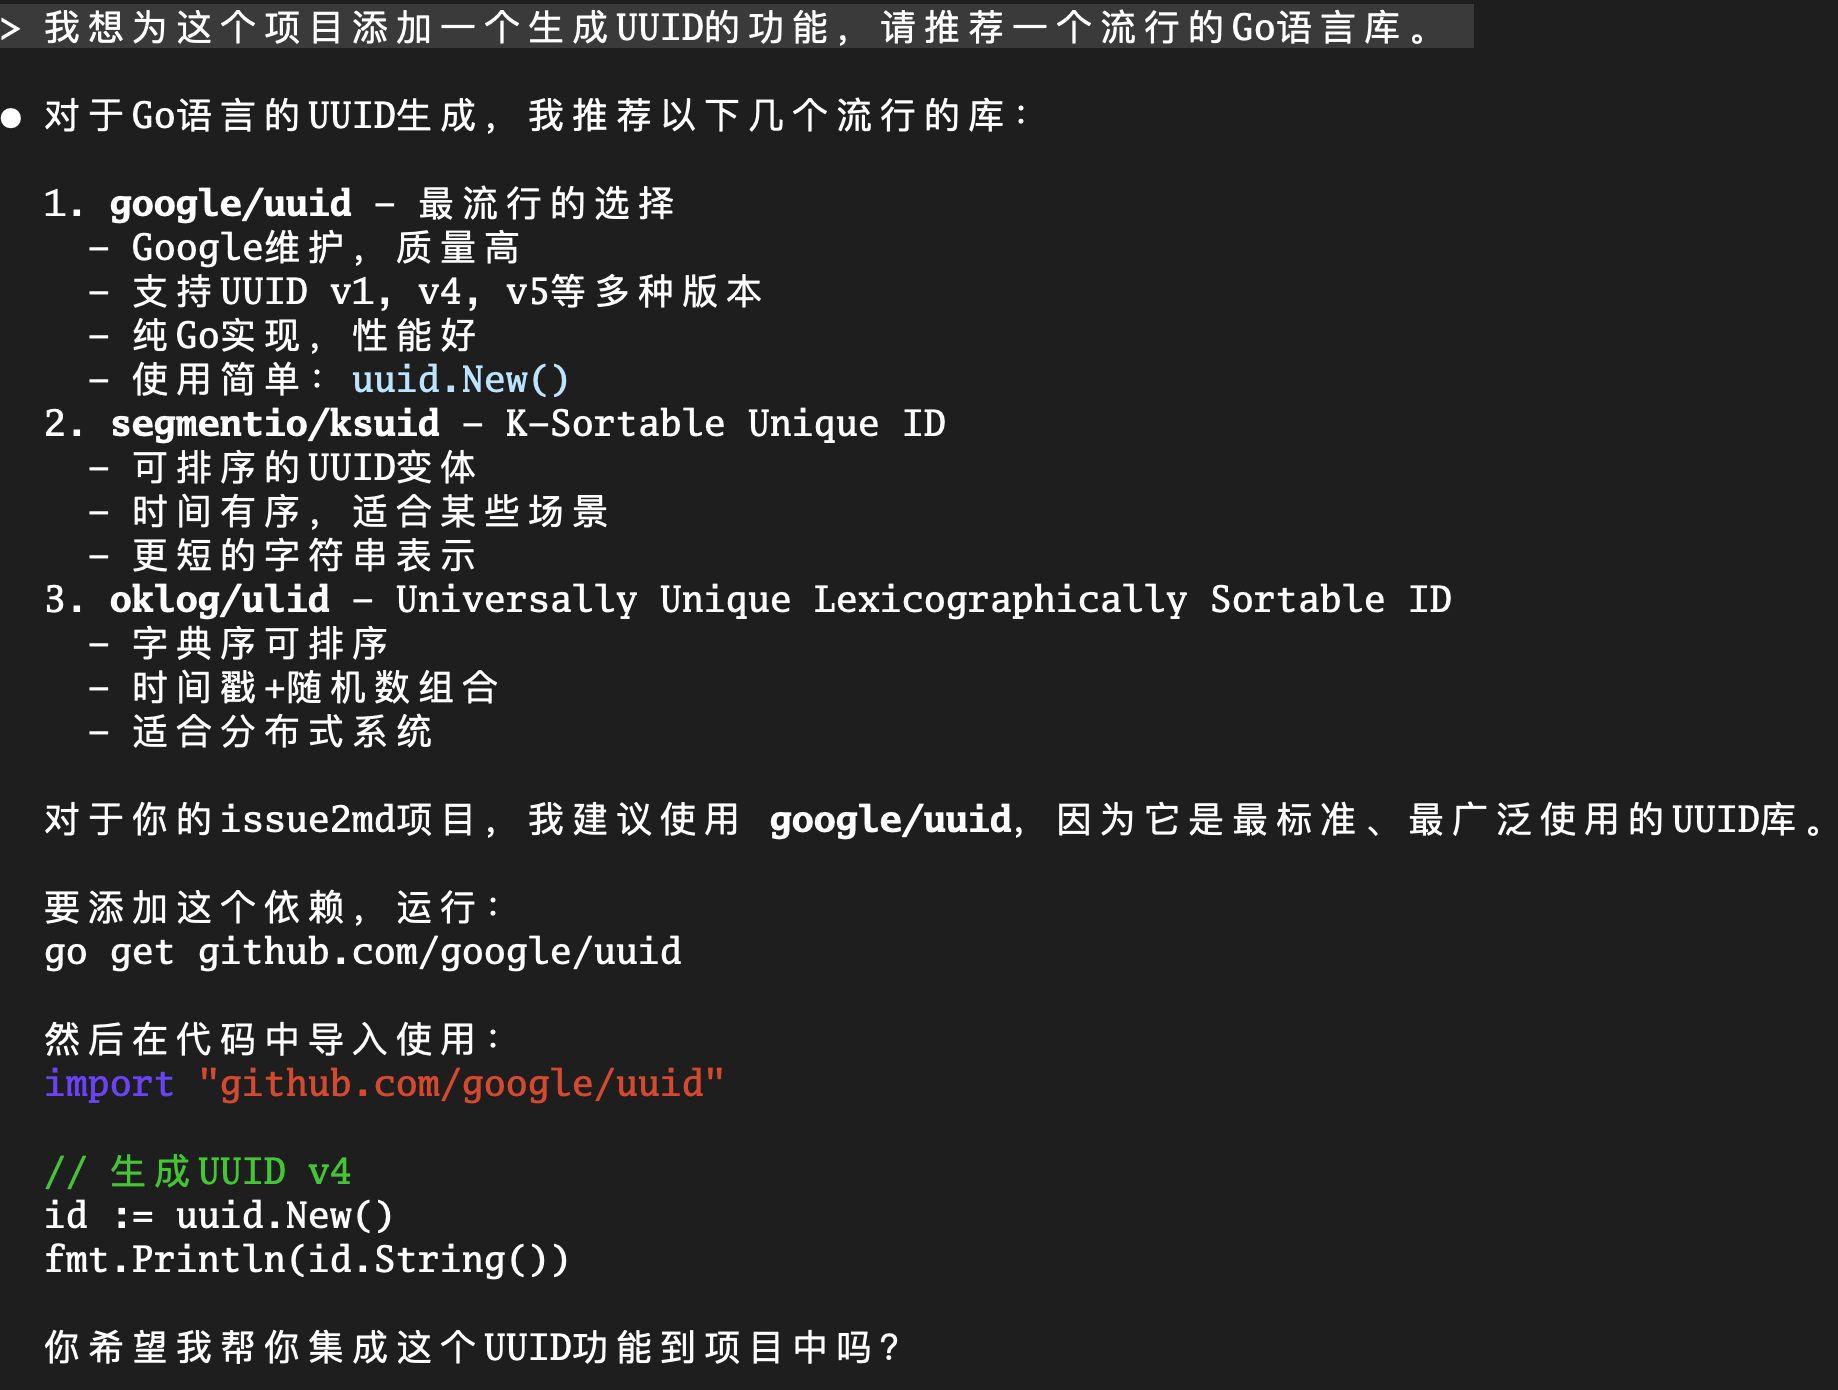 > 我想为这个项目添加一个生成UUID的功能，请推荐一个流行的Go语言库。
● 对于Go语言的UUID生成，我推荐以下几个流行的库：
1. google/uuid - 最流行的选择
- Google维护，质量高
- 支持UUID v1, v4, v5等多种版本
- 纯Go实现，性能好
- 使用简单：uuid.New()
2. segmentio/ksuid - K-Sortable Unique ID
- 可排序的UUID变体
- 时间有序，适合某些场景
- 更短的字符串表示
3. oklog/ulid - Universally Unique Lexicographically Sortable ID
- 字典序可排序
- 时间戳+随机数组合
- 适合分布式系统
对于你的issue2md项目，我建议使用 google/uuid，因为它是最标准、最广泛使用的UUID库。
要添加这个依赖，运行：
go get github.com/google/uuid
然后在代码中导入使用：
import "github.com/google/uuid"
// 生成UUID v4
id := uuid.New()
fmt.Println(id.String())
你希望我帮你集成这个UUID功能到项目中吗？